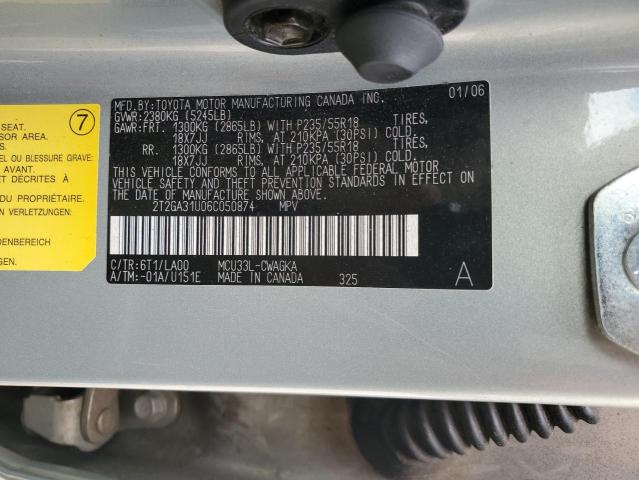 7
SEAT.
SOR AREA.
EL OU BLESSURE GRAVE:
AVANT.
ET DÉCRITES À
DU PROPRIÉTAIRE.
EN VERLETZUNGEN:
DENBEREICH
NGEN.
MFD.BY:TOYOTA MOTOR MANUFACTURING CANADA INC. 01/06
GVWR:2380KG (5245LB)
GAWR:FRT. 1300KG (2865LB) WITH P235/55R18 TIRES,
18X7JJ RIMS, AT 210KPA (30PSI) COLD.
RR. 1300KG (2865LB) WITH P235/55R18 TIRES,
18X7JJ RIMS, AT 210KPA (30PSI) COLD.
THIS VEHICLE CONFORMS TO ALL APPLICABLE FEDERAL MOTOR
VEHICLE SAFETY AND THEFT PREVENTION STANDARDS IN EFFECT ON
THE DATE OF MANUFACTURE SHOWN ABOVE.
2T2GA31U06C050874 MPV
C/TR:6T1/LA00 MCU33L-CWAGKA
A/TM:-01A/U151E MADE IN CANADA 325 A